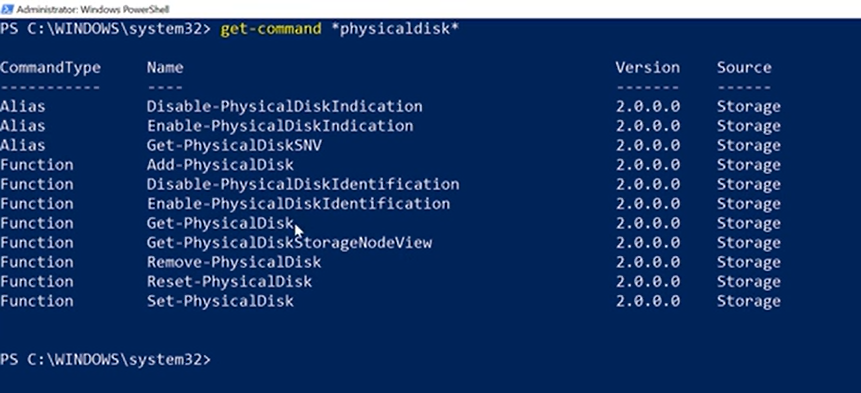 Administrator: Windows PowerShell
PS C:\WINDOWS\system32> get-command *physicaldisk*
CommandType Name Version Source
----------- ---- ------- ------
Alias Disable-PhysicalDiskIndication 2.0.0.0 Storage
Alias Enable-PhysicalDiskIndication 2.0.0.0 Storage
Alias Get-PhysicalDiskSNV 2.0.0.0 Storage
Function Add-PhysicalDisk 2.0.0.0 Storage
Function Disable-PhysicalDiskIdentification 2.0.0.0 Storage
Function Enable-PhysicalDiskIdentification 2.0.0.0 Storage
Function Get-PhysicalDisk 2.0.0.0 Storage
Function Get-PhysicalDiskStorageNodeView 2.0.0.0 Storage
Function Remove-PhysicalDisk 2.0.0.0 Storage
Function Reset-PhysicalDisk 2.0.0.0 Storage
Function Set-PhysicalDisk 2.0.0.0 Storage
PS C:\WINDOWS\system32>